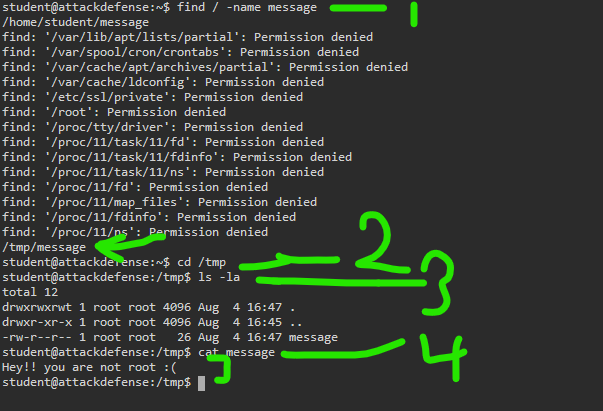 student@attackdefense:~$ find / -name message 1
/home/student/message
find: '/var/lib/apt/lists/partial': Permission denied
find: '/var/spool/cron/crontabs': Permission denied
find: '/var/cache/apt/archives/partial': Permission denied
find: '/var/cache/ldconfig': Permission denied
find: '/etc/ssl/private': Permission denied
find: '/root': Permission denied
find: '/proc/tty/driver': Permission denied
find: '/proc/11/task/11/fd': Permission denied
find: '/proc/11/task/11/fdinfo': Permission denied
find: '/proc/11/task/11/ns': Permission denied
find: '/proc/11/fd': Permission denied
find: '/proc/11/map_files': Permission denied
find: '/proc/11/fdinfo': Permission denied
find: '/proc/11/ns': Permission denied
/tmp/message
student@attackdefense:~$ cd /tmp 2
student@attackdefense:/tmp$ ls -la 3
total 12
drwxrwxrwt 1 root root 4096 Aug  4 16:47 .
drwxr-xr-x 1 root root 4096 Aug  4 16:45 ..
-rw-r--r-- 1 root root   26 Aug  4 16:47 message
student@attackdefense:/tmp$ cat message 4
Hey!! you are not root :(
student@attackdefense:/tmp$